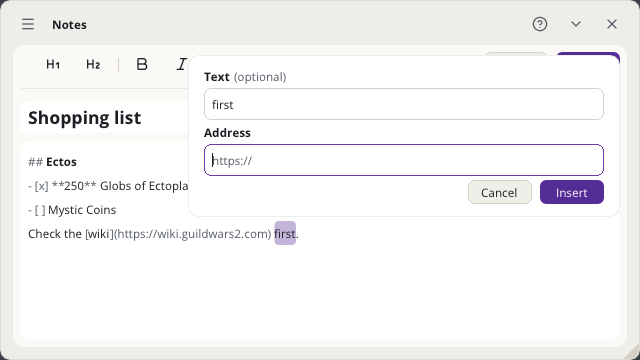 Notes
H1 H2 B I
Text (optional)
first
Address
https://
Cancel Insert
Shopping list
## Ectos
- [x] **250** Globs of Ectopla
- [ ] Mystic Coins
Check the [wiki](https://wiki.guildwars2.com) first.